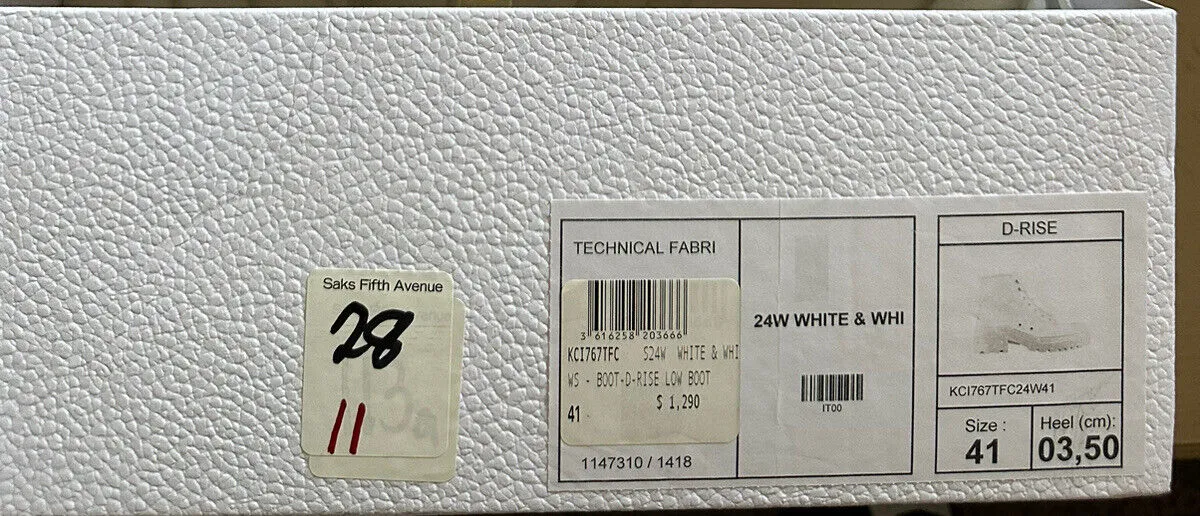 Saks Fifth Avenue
28
11
TECHNICAL FABRI
3 616258 203666
KCI767TFC S24W WHITE & WHI
WS - BOOT-D-RISE LOW BOOT
41 $ 1,290
1147310 / 1418
24W WHITE & WHI
IT00
D-RISE
KCI767TFC24W41
Size :
41
Heel (cm):
03,50